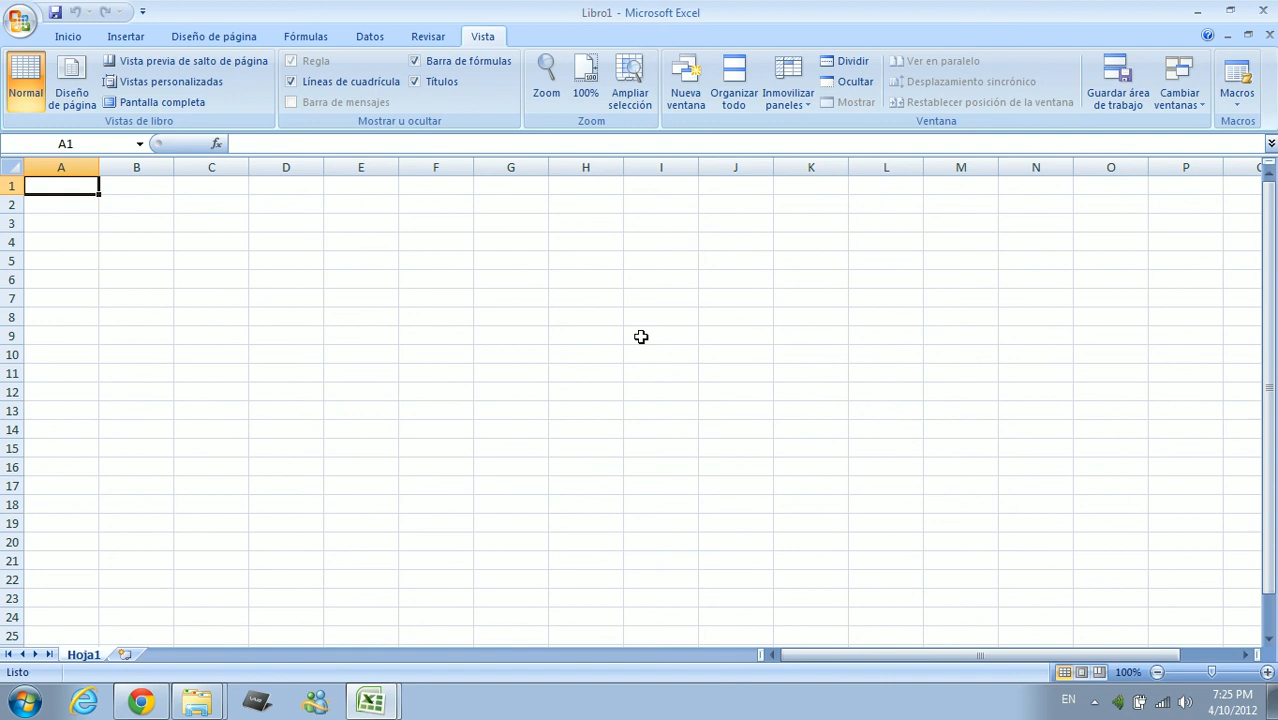 Libro1 - Microsoft Excel
Inicio Insertar Diseño de página Fórmulas Datos Revisar Vista
Normal
Diseño de página
Vista previa de salto de página
Vistas personalizadas
Pantalla completa
Vistas de libro
Regla
Líneas de cuadrícula
Barra de mensajes
Barra de fórmulas
Títulos
Mostrar u ocultar
Zoom
100%
Ampliar selección
Zoom
Nueva ventana
Organizar todo
Inmovilizar paneles
Dividir
Ocultar
Mostrar
Ver en paralelo
Desplazamiento sincrónico
Restablecer posición de la ventana
Guardar área de trabajo
Cambiar ventanas
Ventana
Macros
Macros
A1 fx
A B C D E F G H I J K L M N O P
1
2
3
4
5
6
7
8
9
10
11
12
13
14
15
16
17
18
19
20
21
22
23
24
25
Hoja1
Listo 100%
EN 7:25 PM
4/10/2012